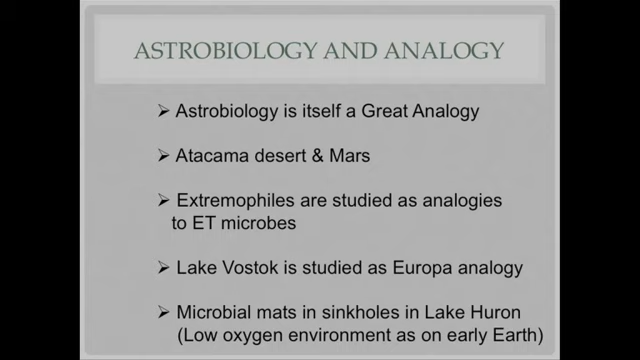 ASTROBIOLOGY AND ANALOGY
➢ Astrobiology is itself a Great Analogy
➢ Atacama desert & Mars
➢ Extremophiles are studied as analogies
to ET microbes
➢ Lake Vostok is studied as Europa analogy
➢ Microbial mats in sinkholes in Lake Huron
(Low oxygen environment as on early Earth)